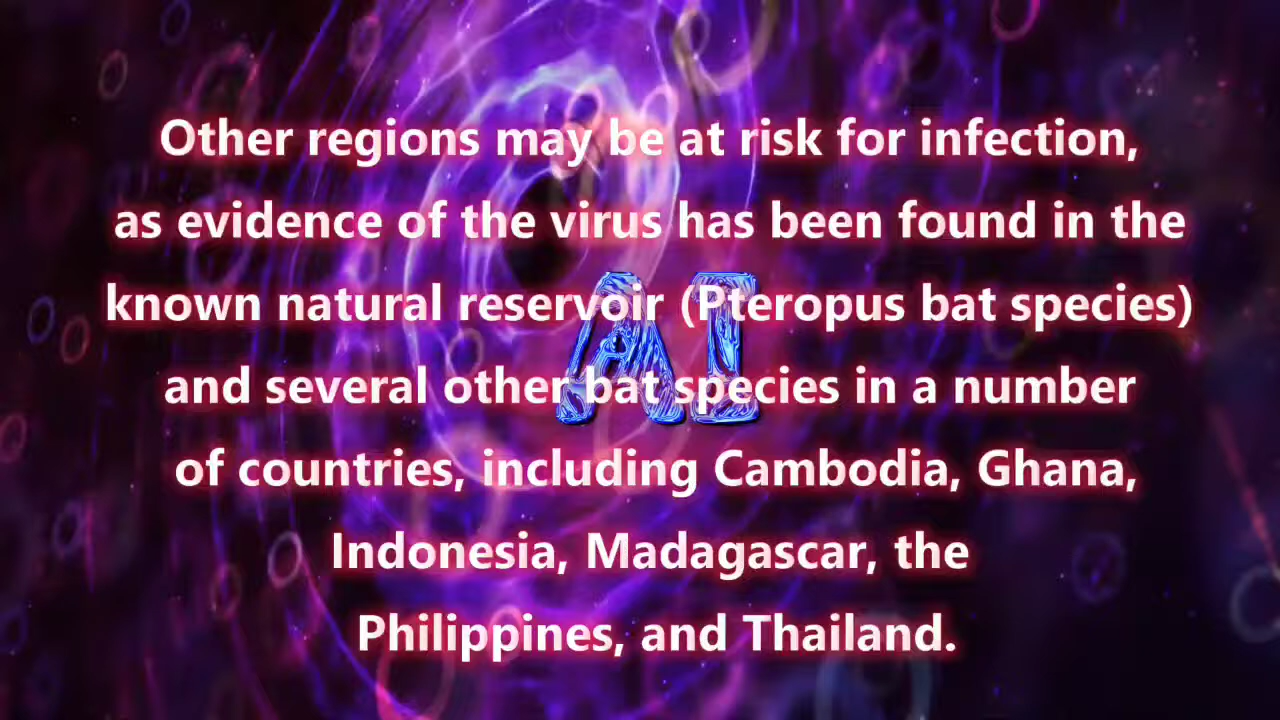 Other regions may be at risk for infection,
as evidence of the virus has been found in the
known natural reservoir (Pteropus bat species)
AI
and several other bat species in a number
of countries, including Cambodia, Ghana,
Indonesia, Madagascar, the
Philippines, and Thailand.